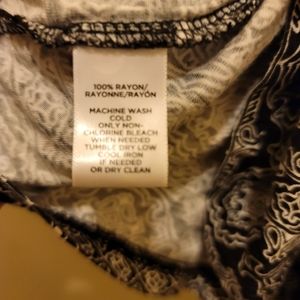 100% RAYON/
RAYONNE/RAYÓN
MACHINE WASH
COLD
ONLY NON-
CHLORINE BLEACH
WHEN NEEDED
TUMBLE DRY LOW
COOL IRON
IF NEEDED
OR DRY CLEAN